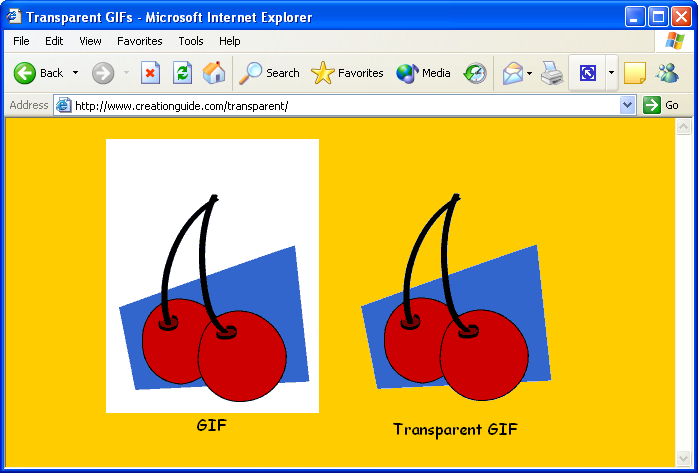 Transparent GIFs - Microsoft Internet Explorer
File Edit View Favorites Tools Help
Back Search Favorites Media
Address http://www.creationguide.com/transparent/ Go
GIF
Transparent GIF